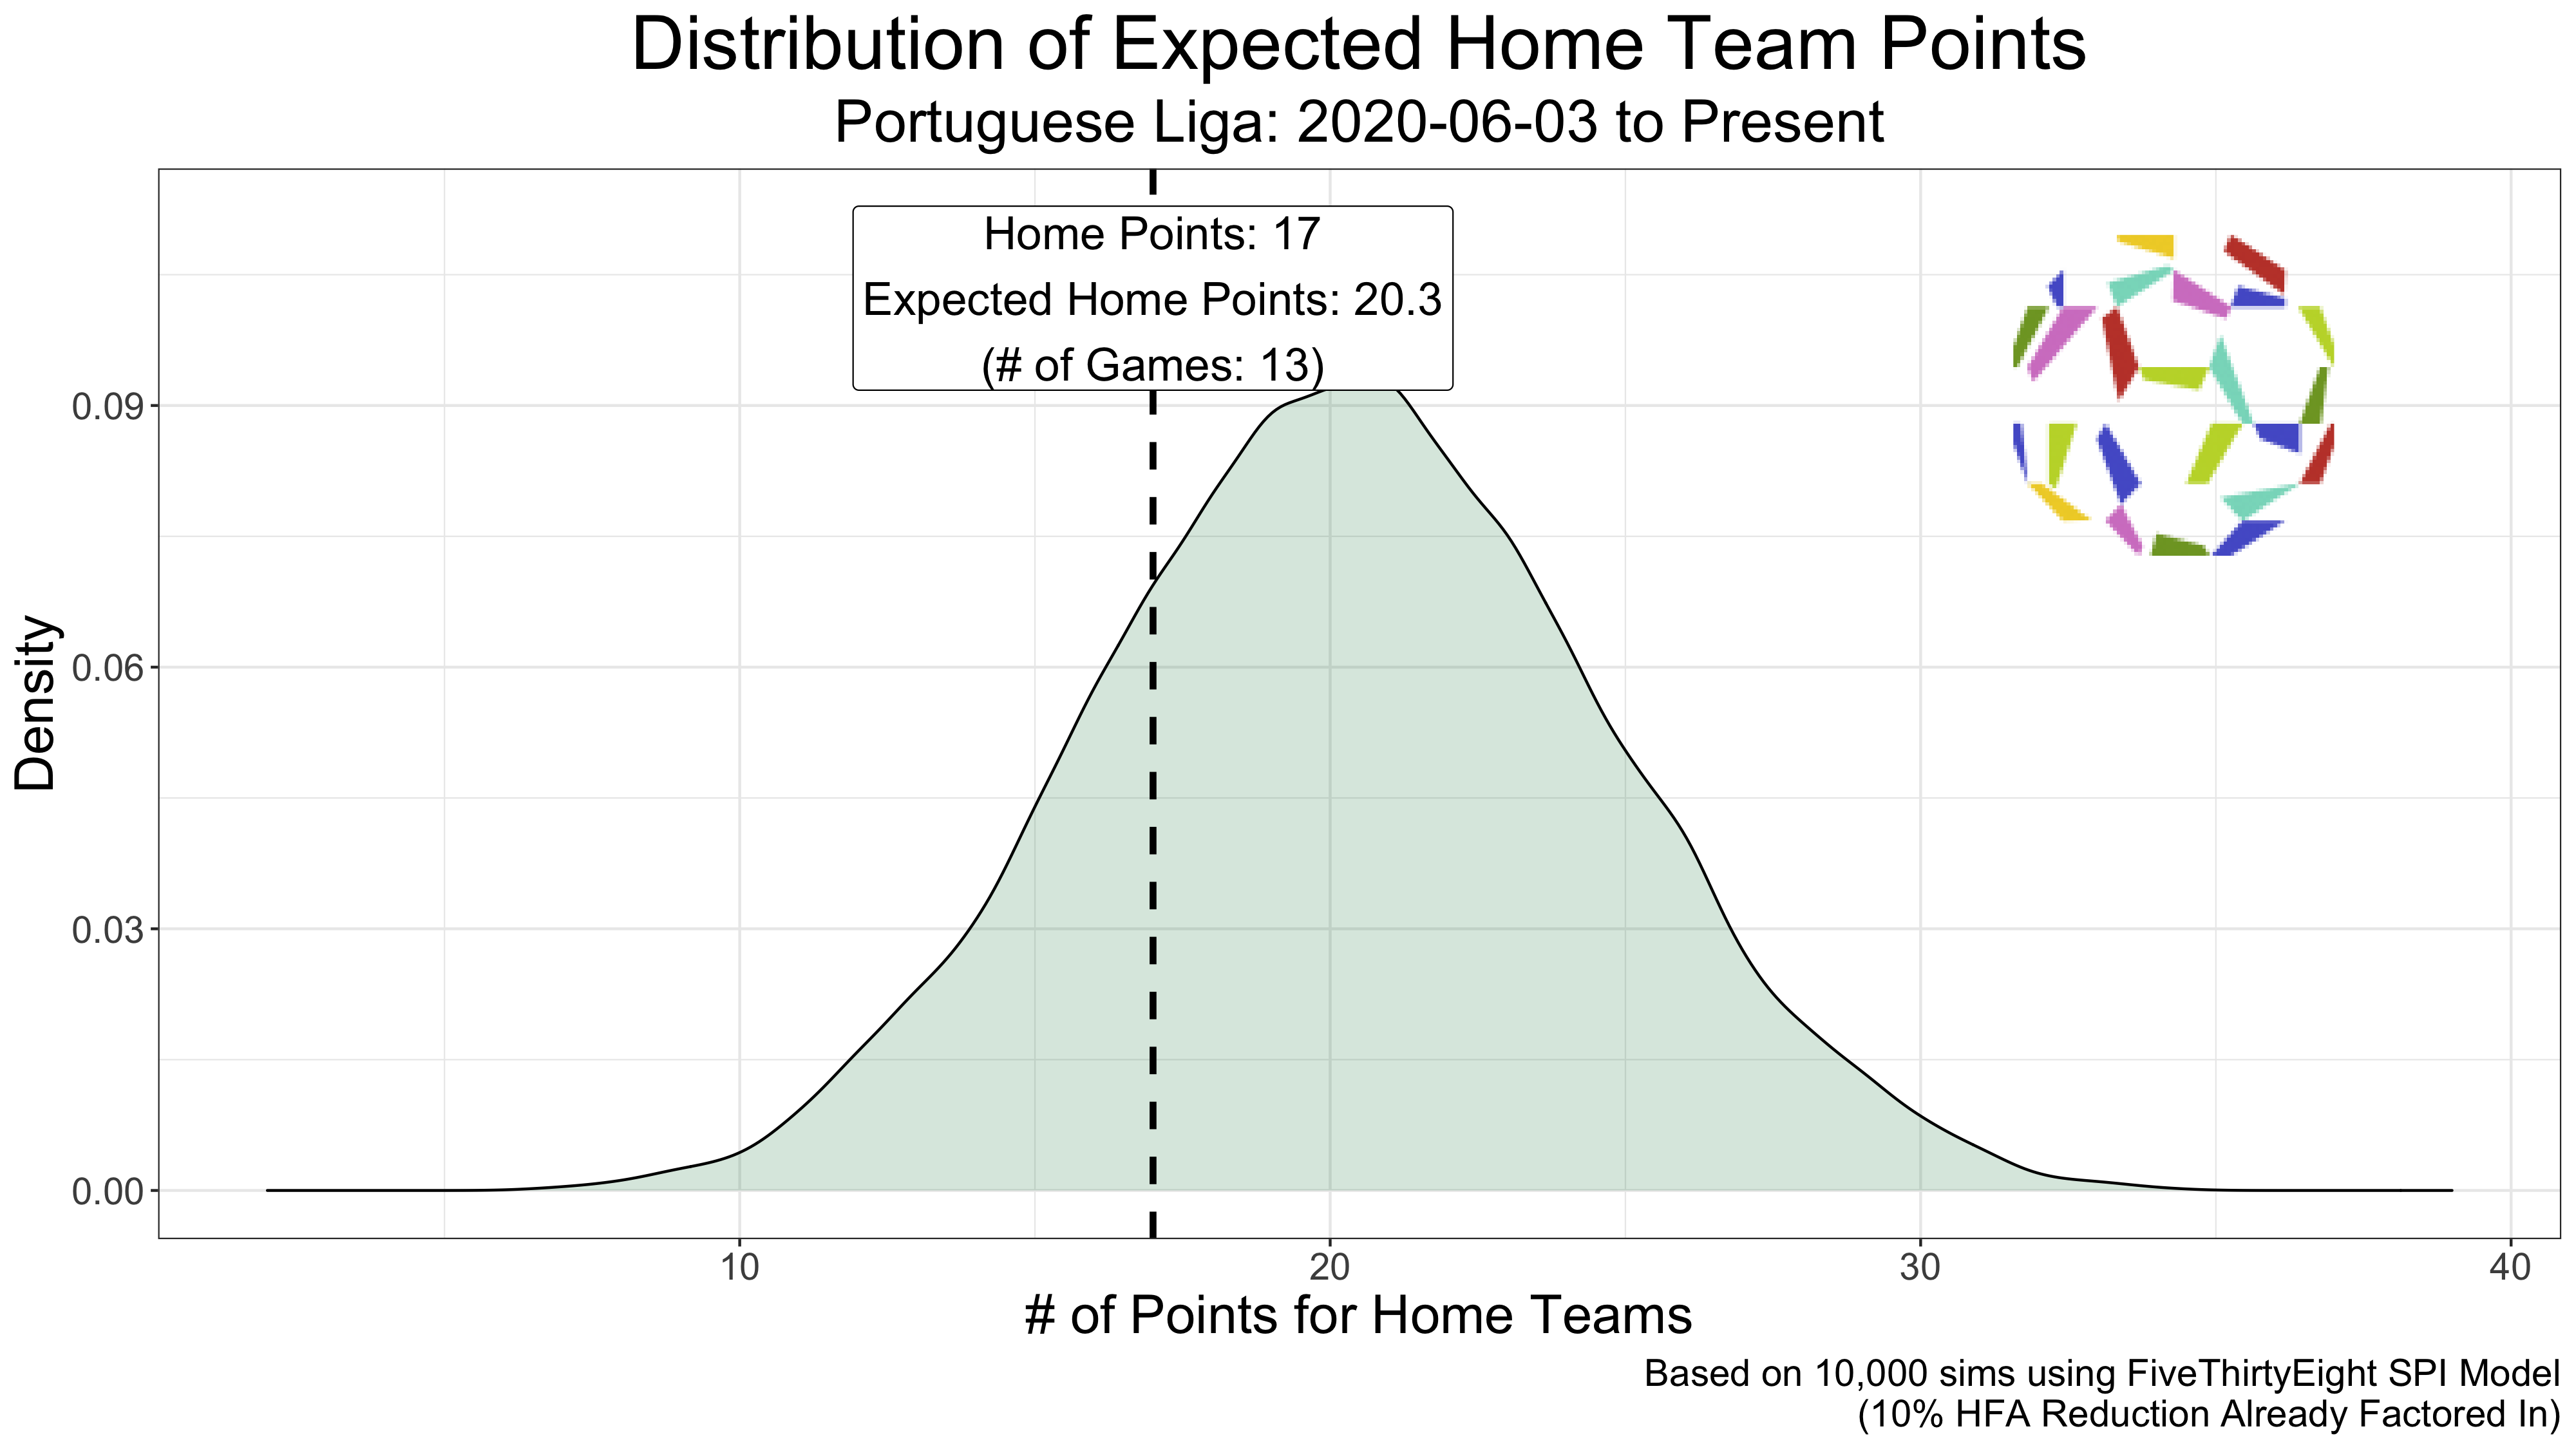 Distribution of Expected Home Team Points
Portuguese Liga: 2020-06-03 to Present
Home Points: 17
Expected Home Points: 20.3
(# of Games: 13)
Density
0.09
0.06
0.03
0.00
10 20 30 40
# of Points for Home Teams
Based on 10,000 sims using FiveThirtyEight SPI Model
(10% HFA Reduction Already Factored In)